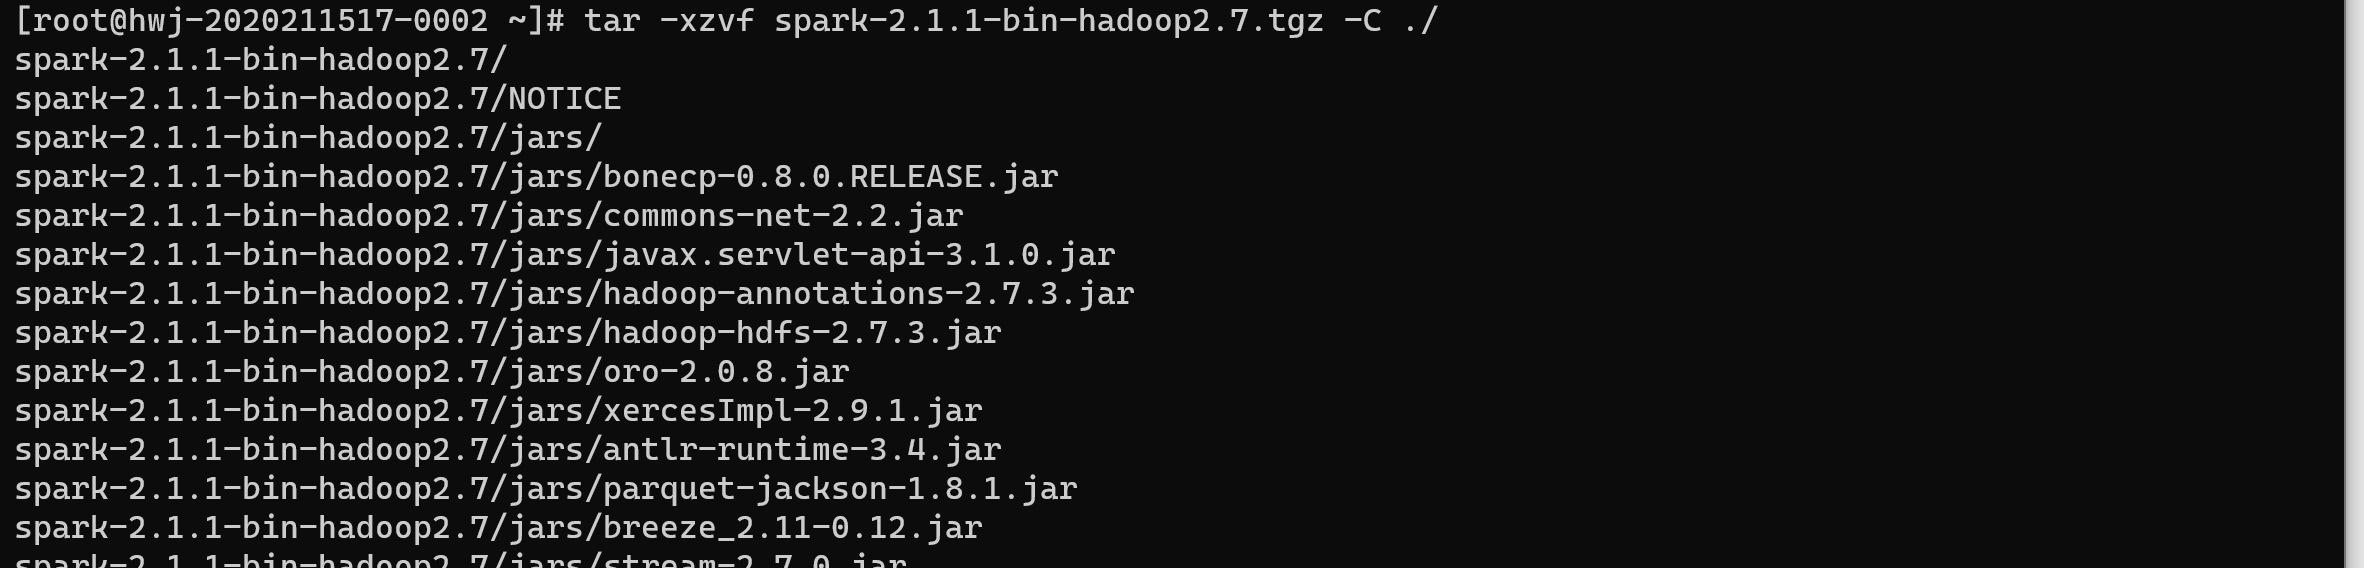 [root@hwj-2020211517-0002 ~]# tar -xzvf spark-2.1.1-bin-hadoop2.7.tgz -C ./
spark-2.1.1-bin-hadoop2.7/
spark-2.1.1-bin-hadoop2.7/NOTICE
spark-2.1.1-bin-hadoop2.7/jars/
spark-2.1.1-bin-hadoop2.7/jars/bonecp-0.8.0.RELEASE.jar
spark-2.1.1-bin-hadoop2.7/jars/commons-net-2.2.jar
spark-2.1.1-bin-hadoop2.7/jars/javax.servlet-api-3.1.0.jar
spark-2.1.1-bin-hadoop2.7/jars/hadoop-annotations-2.7.3.jar
spark-2.1.1-bin-hadoop2.7/jars/hadoop-hdfs-2.7.3.jar
spark-2.1.1-bin-hadoop2.7/jars/oro-2.0.8.jar
spark-2.1.1-bin-hadoop2.7/jars/xercesImpl-2.9.1.jar
spark-2.1.1-bin-hadoop2.7/jars/antlr-runtime-3.4.jar
spark-2.1.1-bin-hadoop2.7/jars/parquet-jackson-1.8.1.jar
spark-2.1.1-bin-hadoop2.7/jars/breeze_2.11-0.12.jar
spark-2.1.1-bin-hadoop2.7/jars/stream-2.7.0.jar